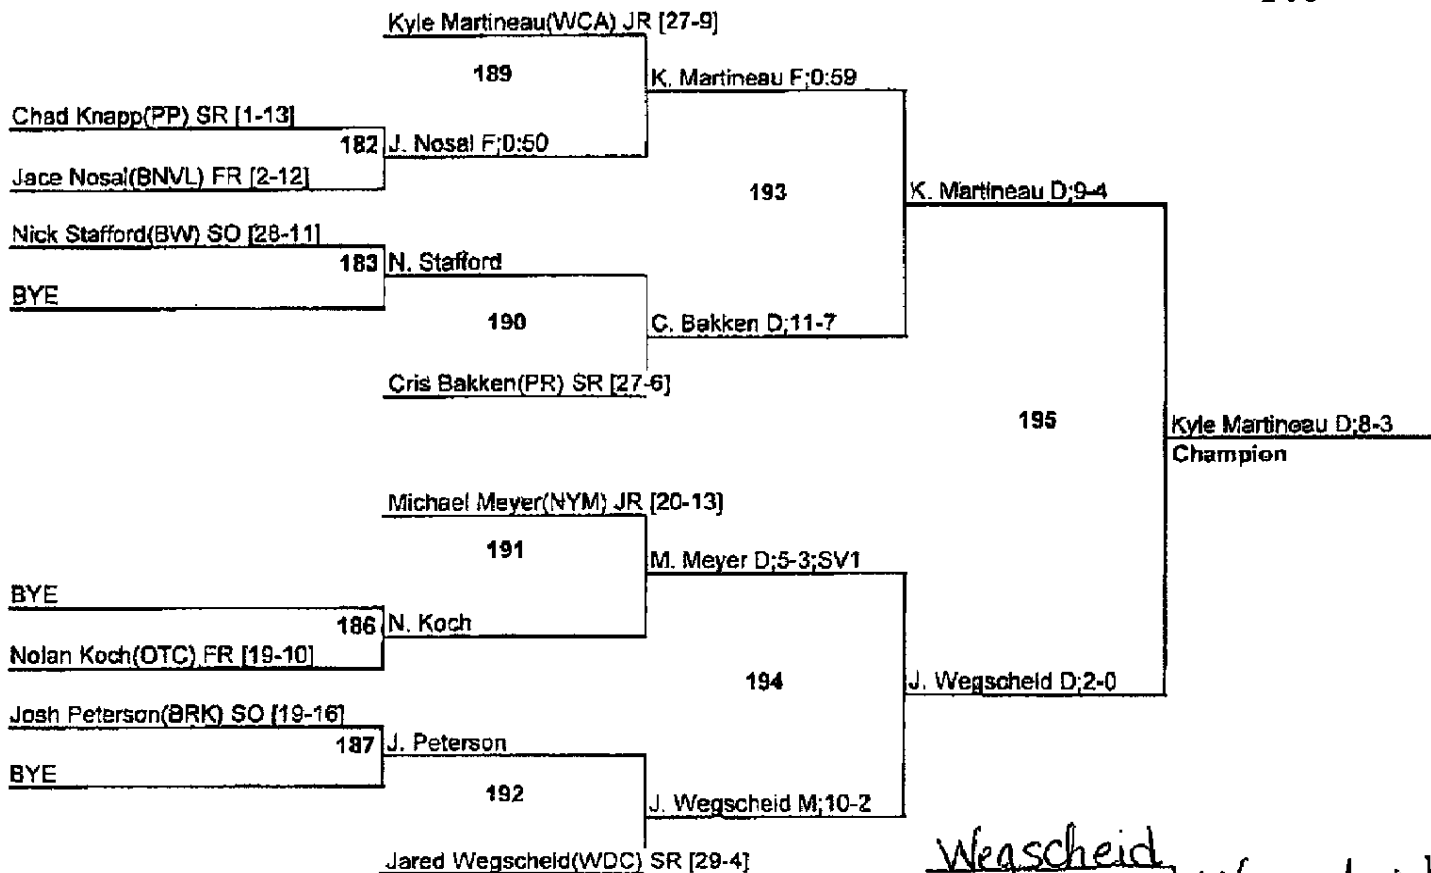 Kyle Martineau(WCA) JR [27-9]
189
K. Martineau F;0:59
Chad Knapp(PP) SR [1-13]
182 J. Nosal F;0:50
Jace Nosal(BNVL) FR [2-12]
193
K. Martineau D;9-4
Nick Stafford(BW) SO [28-11]
183 N. Stafford
BYE
190
C. Bakken D;11-7
Cris Bakken(PR) SR [27-6]
195
Kyle Martineau D;8-3
Champion
Michael Meyer(NYM) JR [20-13]
191
M. Meyer D;5-3;SV1
BYE
186 N. Koch
Nolan Koch(OTC) FR [19-10]
194
J. Wegscheid D;2-0
Josh Peterson(BRK) SO [19-16]
187 J. Peterson
BYE
192
J. Wegscheid M;10-2
Jared Wegscheid(WDC) SR [29-4]
Wegscheid